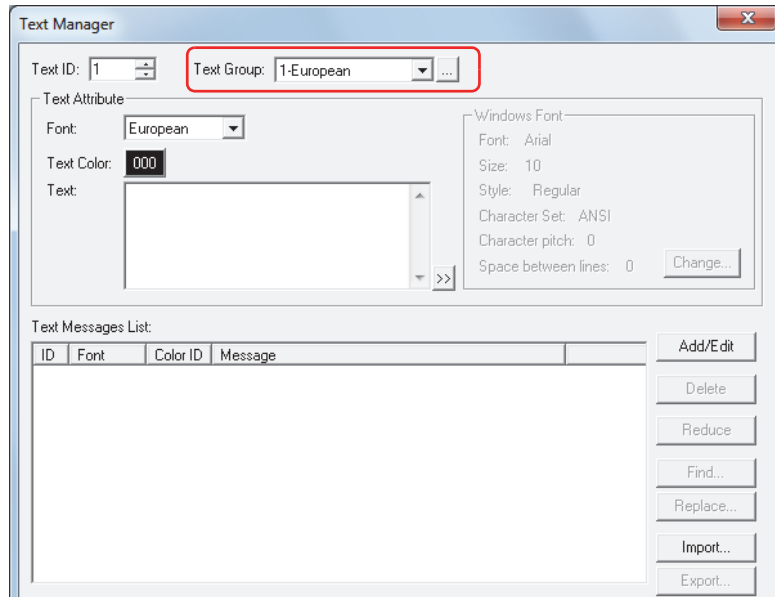 Text Manager
Text ID: 1 Text Group: 1-European ...
Text Attribute
Font: European
Text Color: 000
Text:
>>
Windows Font
Font: Arial
Size: 10
Style: Regular
Character Set: ANSI
Character pitch: 0
Space between lines: 0 Change...
Text Messages List:
ID Font Color ID Message
Add/Edit
Delete
Reduce
Find...
Replace...
Import...
Export...